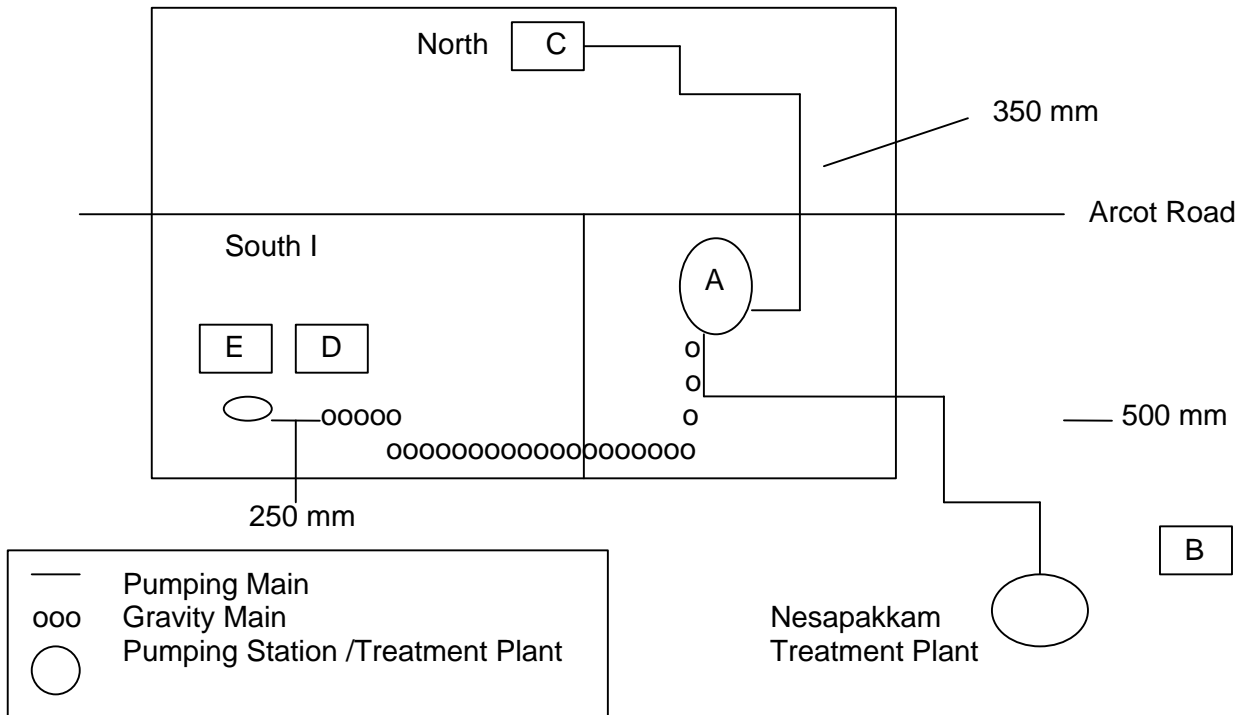 North C
350 mm
Arcot Road
South I
A
E D
ooooo
o
o
o
ooooooooooooooooooo
500 mm
250 mm
B
Pumping Main
ooo Gravity Main
Pumping Station /Treatment Plant
Nesapakkam
Treatment Plant